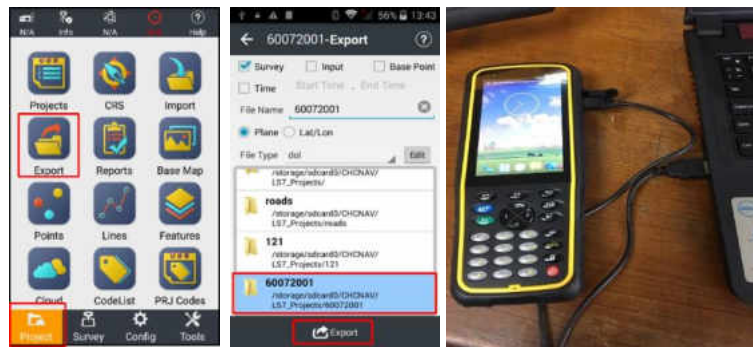 N/A
Info
N/A
Help
Projects
CRS
Import
Export
Reports
Base Map
Points
Lines
Features
Cloud
CodeList
PRJ Codes
Project
Survey
Config
Tools
56% 13:43
60072001-Export
Survey
Input
Base Point
Time
Start Time
End Time
File Name
60072001
Plane
Lat/Lon
File Type
Edit
/storage/sdcard0/CHCNAV/
LS7_Projects/
roads
/storage/sdcard0/CHCNAV/
LS7_Projects/roads
121
/storage/sdcard0/CHCNAV/
LS7_Projects/121
60072001
/storage/sdcard0/CHCNAV/
LS7_Projects/60072001
Export